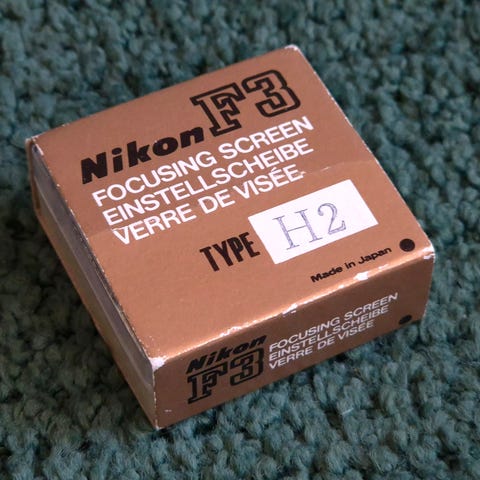 Nikon F3
FOCUSING SCREEN
EINSTELLSCHEIBE
VERRE DE VISÉE
TYPE H2
Made in Japan
Nikon
F3
FOCUSING SCREEN
EINSTELLSCHEIBE
VERRE DE VISÉE